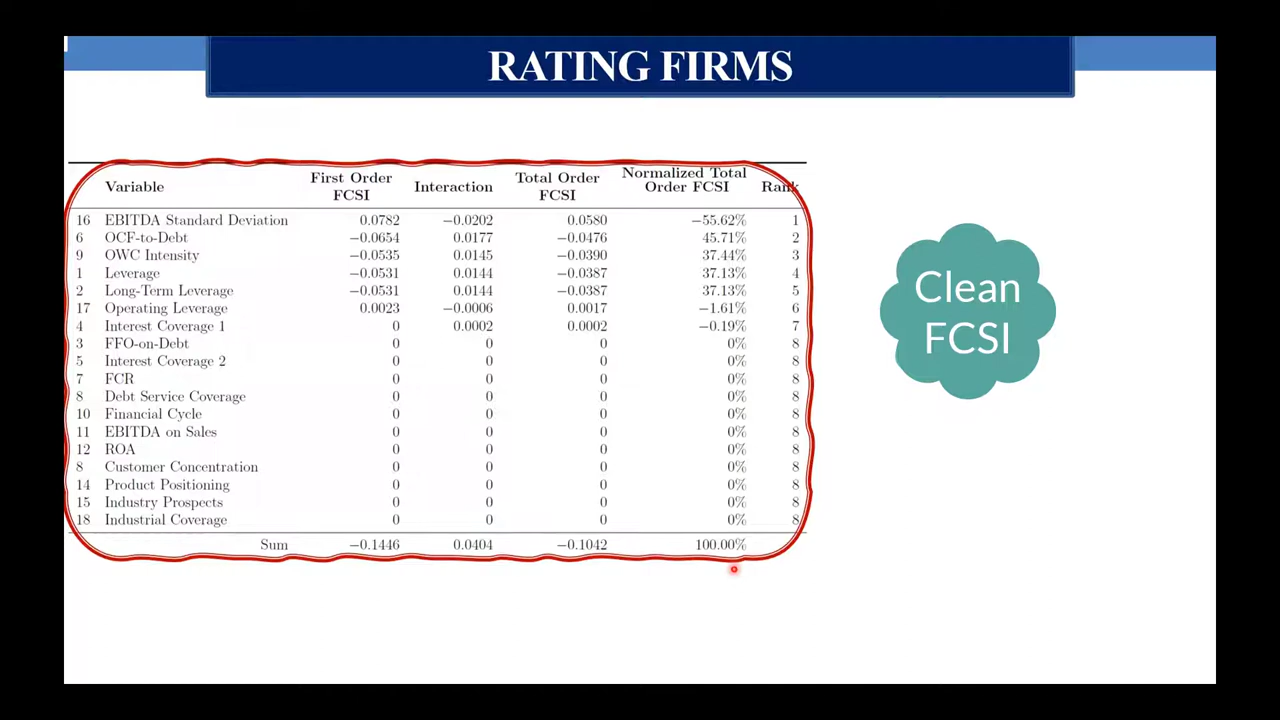 RATING FIRMS
Variable First Order FCSI Interaction Total Order FCSI Normalized Total Order FCSI Rank
16 EBITDA Standard Deviation 0.0782 −0.0202 0.0580 −55.62% 1
6 OCF-to-Debt −0.0654 0.0177 −0.0476 45.71% 2
9 OWC Intensity −0.0535 0.0145 −0.0390 37.44% 3
1 Leverage −0.0531 0.0144 −0.0387 37.13% 4
2 Long-Term Leverage −0.0531 0.0144 −0.0387 37.13% 5
17 Operating Leverage 0.0023 −0.0006 0.0017 −1.61% 6
4 Interest Coverage 1 0 0.0002 0.0002 −0.19% 7
3 FFO-on-Debt 0 0 0 0% 8
5 Interest Coverage 2 0 0 0 0% 8
7 FCR 0 0 0 0% 8
8 Debt Service Coverage 0 0 0 0% 8
10 Financial Cycle 0 0 0 0% 8
11 EBITDA on Sales 0 0 0 0% 8
12 ROA 0 0 0 0% 8
8 Customer Concentration 0 0 0 0% 8
14 Product Positioning 0 0 0 0% 8
15 Industry Prospects 0 0 0 0% 8
18 Industrial Coverage 0 0 0 0% 8
Sum −0.1446 0.0404 −0.1042 100.00%
Clean
FCSI